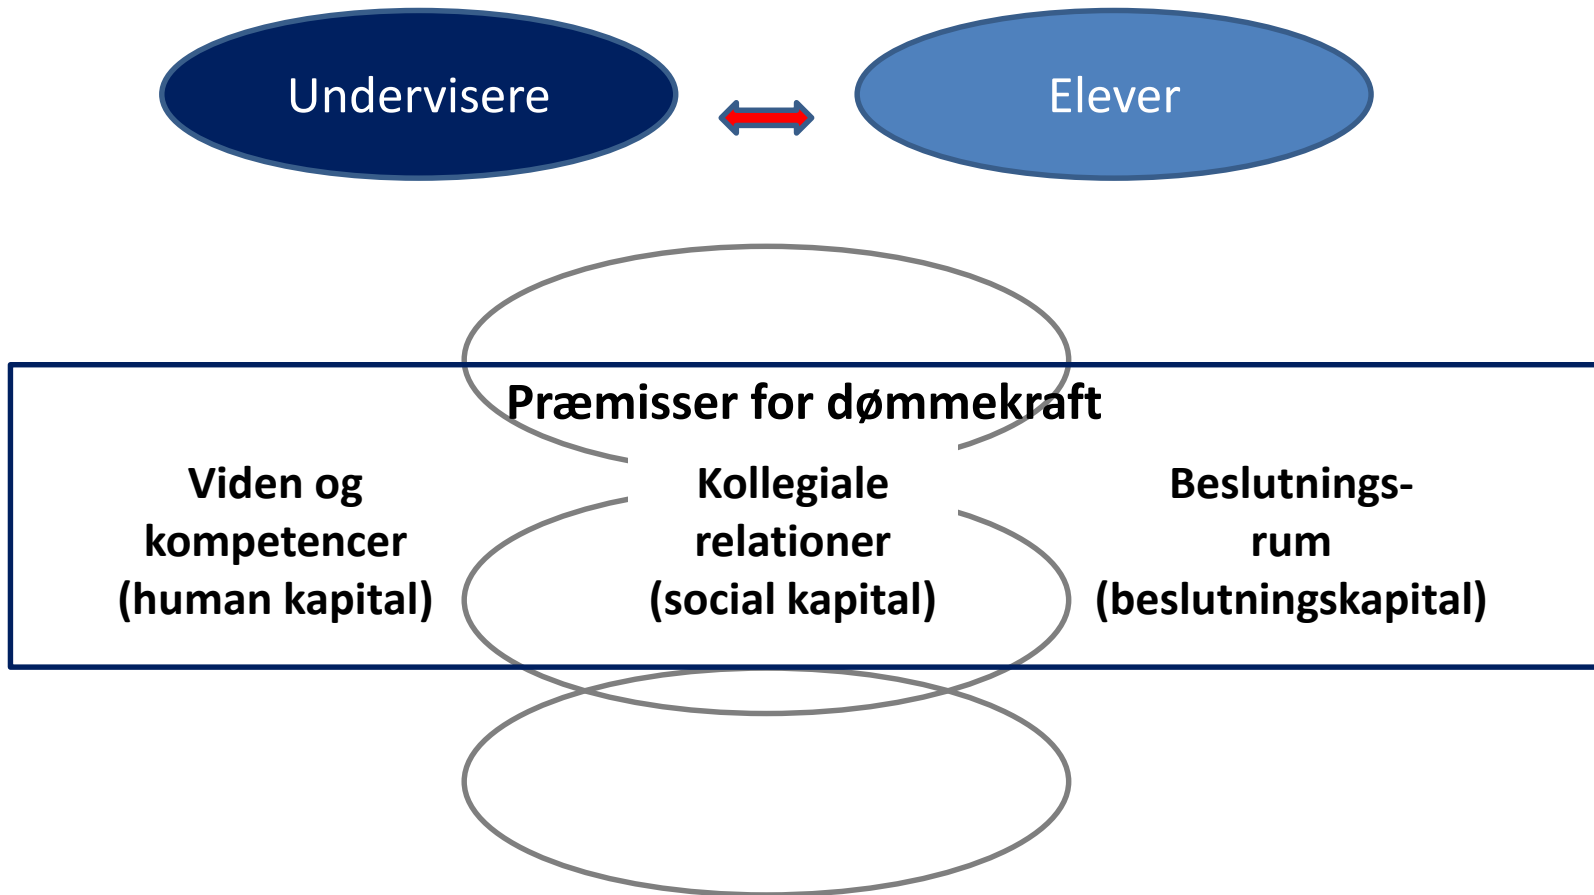 Undervisere
Elever
Præmisser for dømmekraft
Viden og
kompetencer
(human kapital)
Kollegiale
relationer
(social kapital)
Beslutnings-
rum
(beslutningskapital)